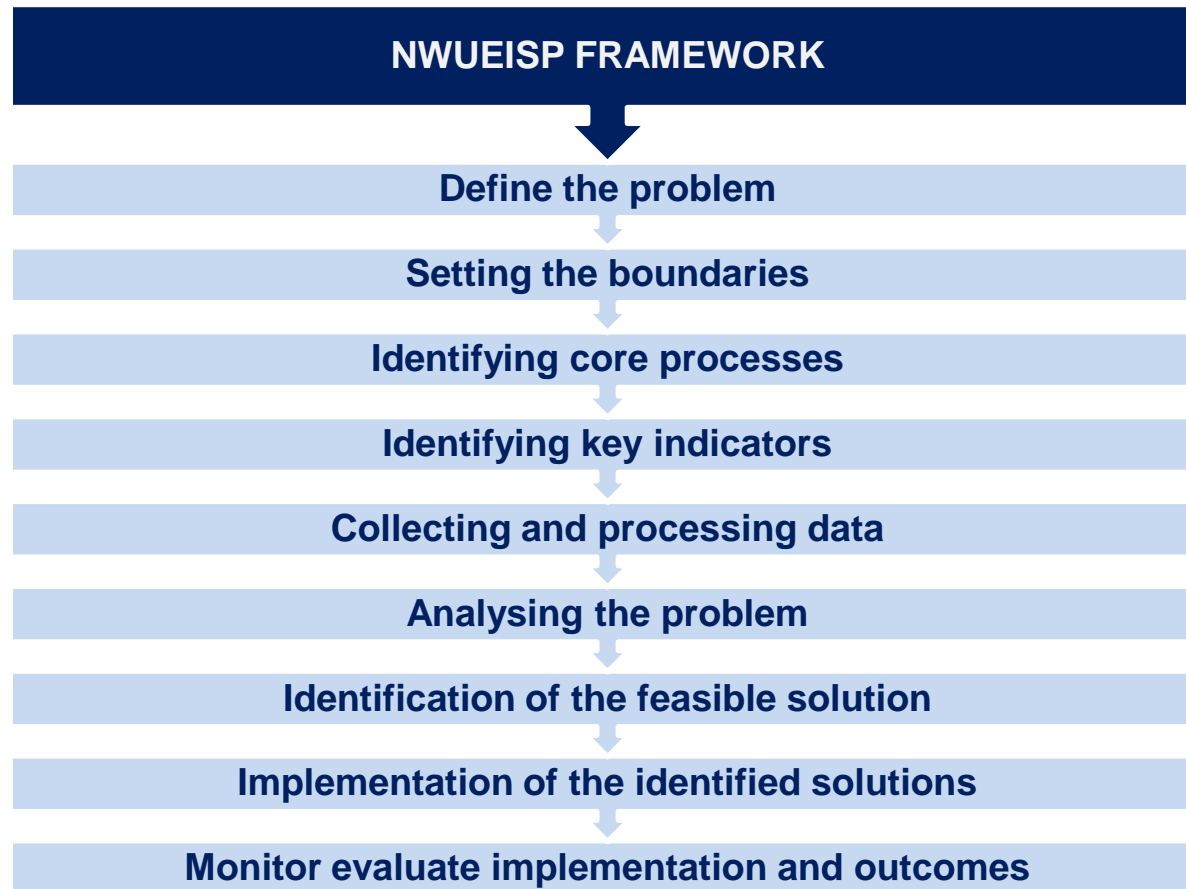 NWUEISP FRAMEWORK
Define the problem
Setting the boundaries
Identifying core processes
Identifying key indicators
Collecting and processing data
Analysing the problem
Identification of the feasible solution
Implementation of the identified solutions
Monitor evaluate implementation and outcomes